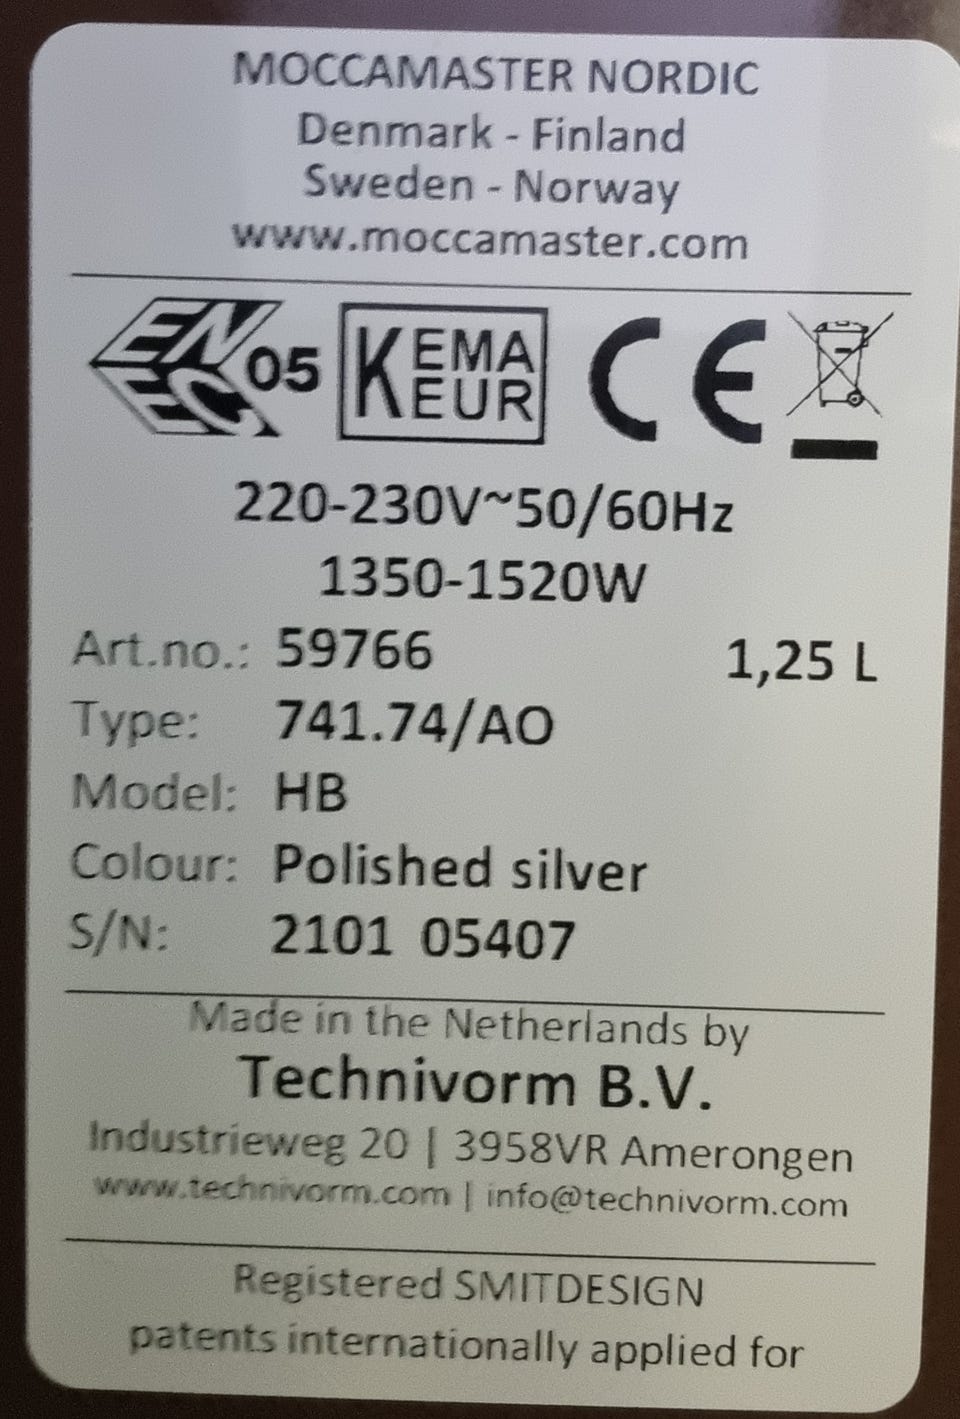 MOCCAMASTER NORDIC
Denmark - Finland
Sweden - Norway
www.moccamaster.com
EN EC 05 KEMA KEUR CE
220-230V~50/60Hz
1350-1520W
Art.no.: 59766 1,25 L
Type: 741.74/AO
Model: HB
Colour: Polished silver
S/N: 2101 05407
Made in the Netherlands by
Technivorm B.V.
Industrieweg 20 | 3958VR Amerongen
www.technivorm.com | info@technivorm.com
Registered SMITDESIGN
patents internationally applied for